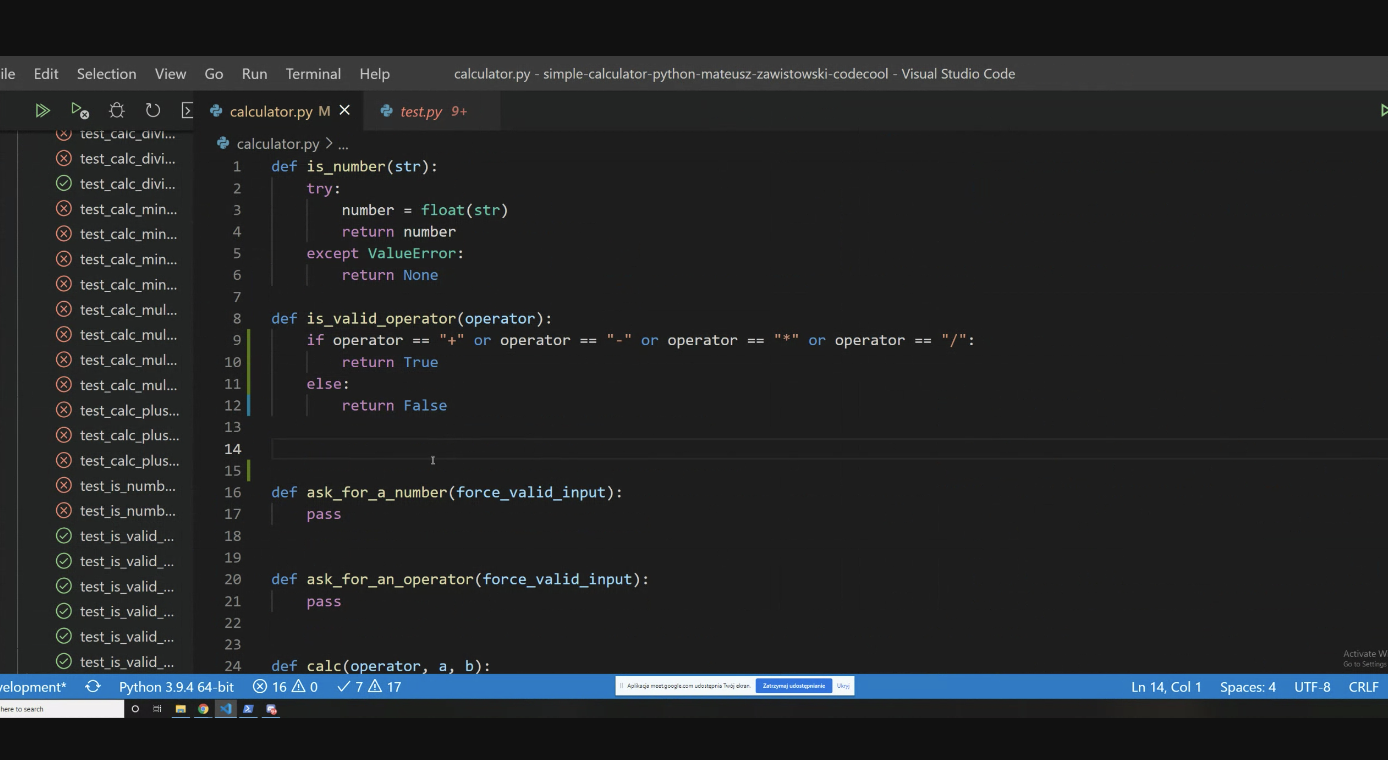 ile Edit Selection View Go Run Terminal Help calculator.py - simple-calculator-python-mateusz-zawistowski-codecool - Visual Studio Code
calculator.py M test.py 9+
calculator.py > ...
test_calc_divi...
test_calc_divi...
test_calc_divi...
test_calc_min...
test_calc_min...
test_calc_min...
test_calc_min...
test_calc_mul...
test_calc_mul...
test_calc_mul...
test_calc_mul...
test_calc_plus...
test_calc_plus...
test_calc_plus...
test_is_numb...
test_is_numb...
test_is_valid_...
test_is_valid_...
test_is_valid_...
test_is_valid_...
test_is_valid_...
test_is_valid_...
1 def is_number(str):
2 try:
3 number = float(str)
4 return number
5 except ValueError:
6 return None
7
8 def is_valid_operator(operator):
9 if operator == "+" or operator == "-" or operator == "*" or operator == "/":
10 return True
11 else:
12 return False
13
14
15
16 def ask_for_a_number(force_valid_input):
17 pass
18
19
20 def ask_for_an_operator(force_valid_input):
21 pass
22
23
24 def calc(operator, a, b):
Activate W
Go to Settings
velopment* Python 3.9.4 64-bit 16 0 7 17 Ln 14, Col 1 Spaces: 4 UTF-8 CRLF
Aplikacja meet.google.com udostępnia Twój ekran. Zatrzymaj udostępnianie Ukryj
here to search